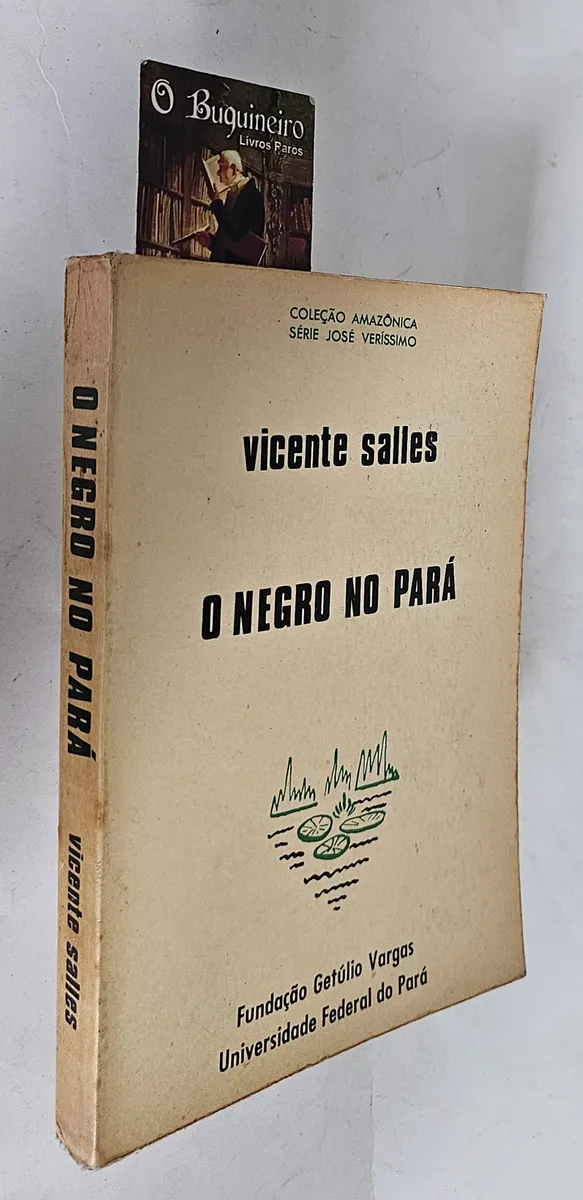 O Buquineiro
Livros Raros
COLEÇÃO AMAZÔNICA
SÉRIE JOSÉ VERÍSSIMO
vicente salles
O NEGRO NO PARÁ
Fundação Getúlio Vargas
Universidade Federal do Pará
O NEGRO NO PARÁ vicente salles